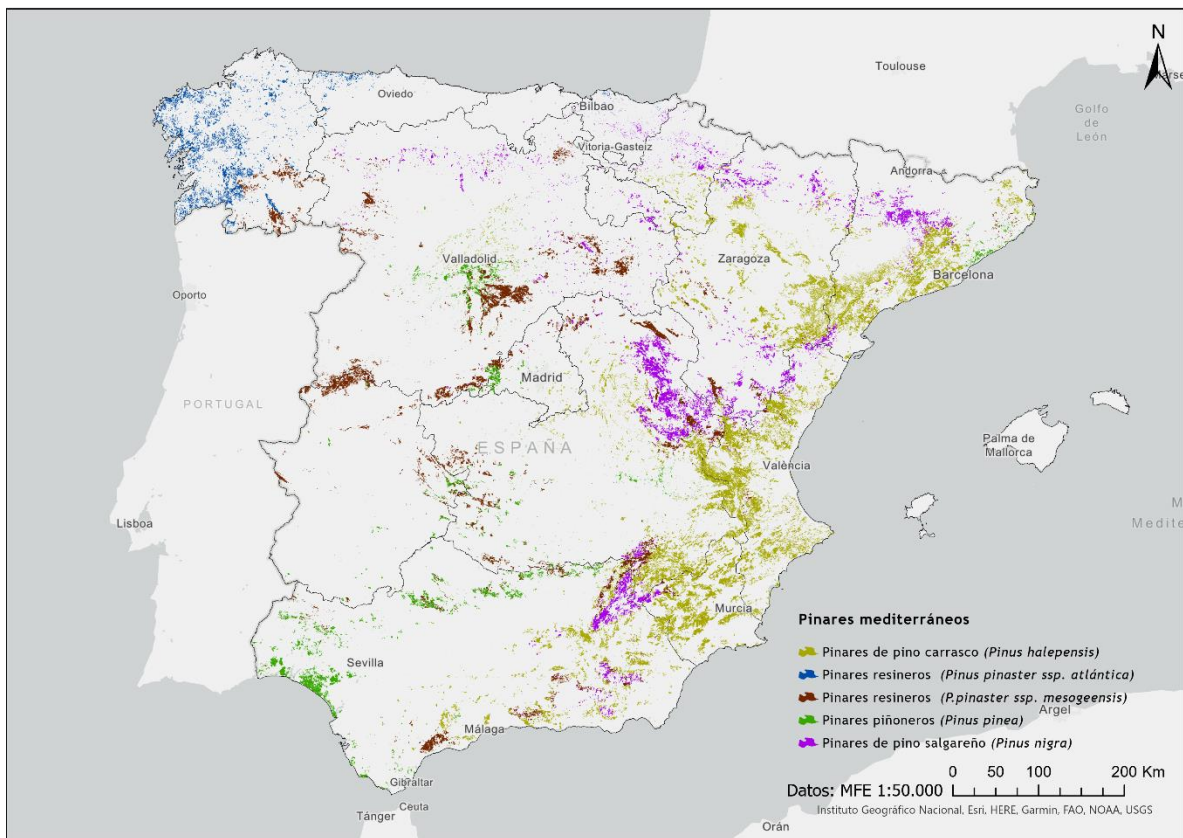 N
Toulouse
Marse
Golfo
de
León
Oviedo
Bilbao
Vitoria-Gasteiz
Andorra
Valladolid
Zaragoza
Barcelona
Oporto
Madrid
PORTUGAL
ESPAÑA
Palma de
Mallorca
València
M
Medite
Lisboa
Murcia
Sevilla
Málaga
Gibraltar
Ceuta
Tánger
Argel
Orán
Pinares mediterráneos
Pinares de pino carrasco (Pinus halepensis)
Pinares resineros (Pinus pinaster ssp. atlántica)
Pinares resineros (P.pinaster ssp. mesogeensis)
Pinares piñoneros (Pinus pinea)
Pinares de pino salgareño (Pinus nigra)
0 50 100 200 Km
Datos: MFE 1:50.000
Instituto Geográfico Nacional, Esri, HERE, Garmin, FAO, NOAA, USGS